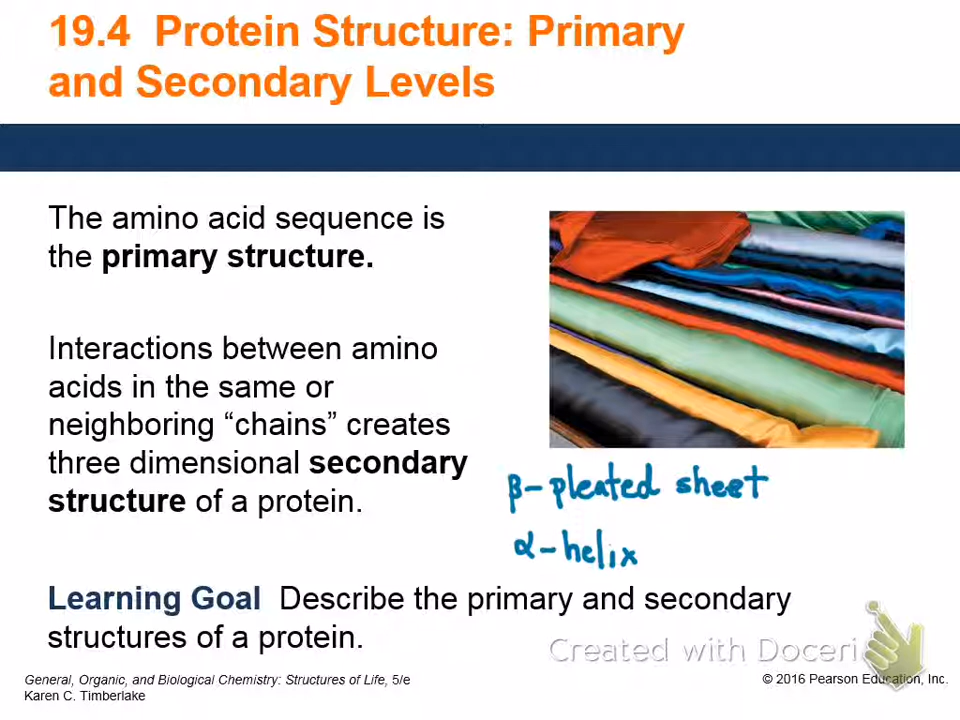 19.4 Protein Structure: Primary
and Secondary Levels
The amino acid sequence is
the primary structure.
Interactions between amino
acids in the same or
neighboring “chains” creates
three dimensional secondary
structure of a protein.
β-pleated sheet
α-helix
Learning Goal Describe the primary and secondary
structures of a protein.
Created with Doceri
General, Organic, and Biological Chemistry: Structures of Life, 5/e
Karen C. Timberlake
© 2016 Pearson Education, Inc.